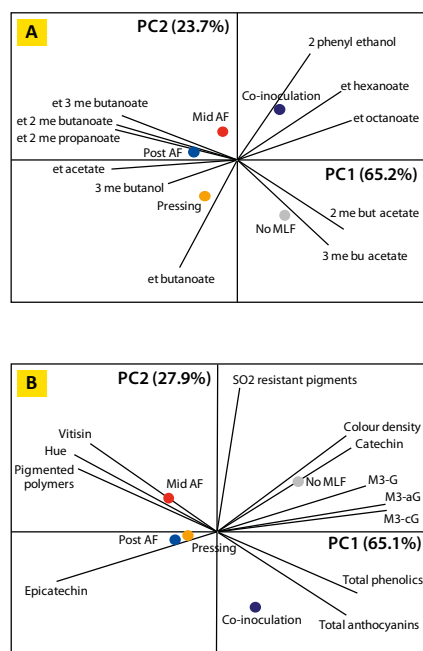 A
PC2 (23.7%)
2 phenyl ethanol
Co-inoculation
et hexanoate
et 3 me butanoate
et 2 me butanoate
et 2 me propanoate
Mid AF
et octanoate
Post AF
et acetate
PC1 (65.2%)
3 me butanol
Pressing
2 me but acetate
No MLF
3 me bu acetate
et butanoate
B
PC2 (27.9%)
SO2 resistant pigments
Vitisin
Colour density
Hue
Catechin
Pigmented
polymers
Mid AF
No MLF
M3-G
M3-aG
M3-cG
Post AF
Pressing
PC1 (65.1%)
Epicatechin
Total phenolics
Co-inoculation
Total anthocyanins